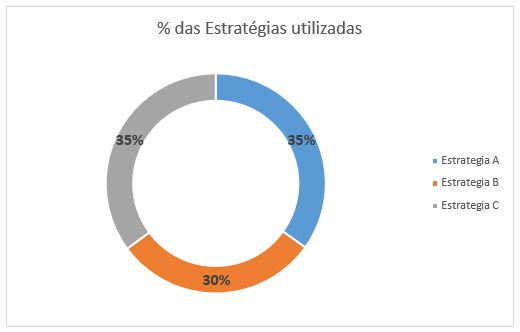 % das Estratégias utilizadas
35%
35%
30%
Estrategia A
Estrategia B
Estrategia C